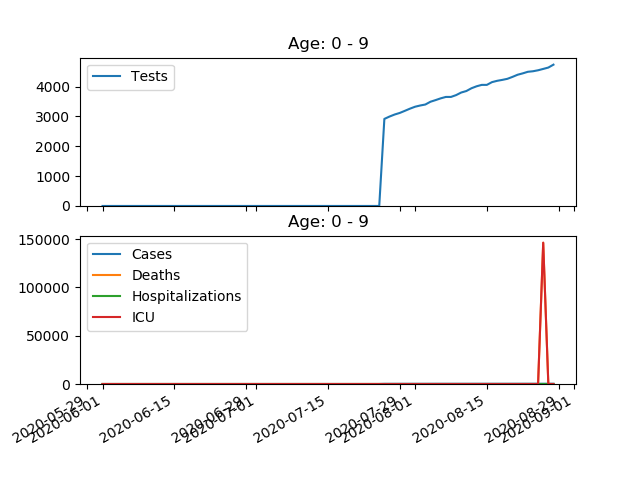 Age: 0 - 9
Tests
4000
3000
2000
1000
0
Age: 0 - 9
150000
100000
50000
0
Cases
Deaths
Hospitalizations
ICU
2020-05-29
2020-06-01
2020-06-15
2020-06-29
2020-07-01
2020-07-15
2020-07-29
2020-08-01
2020-08-15
2020-08-29
2020-09-01